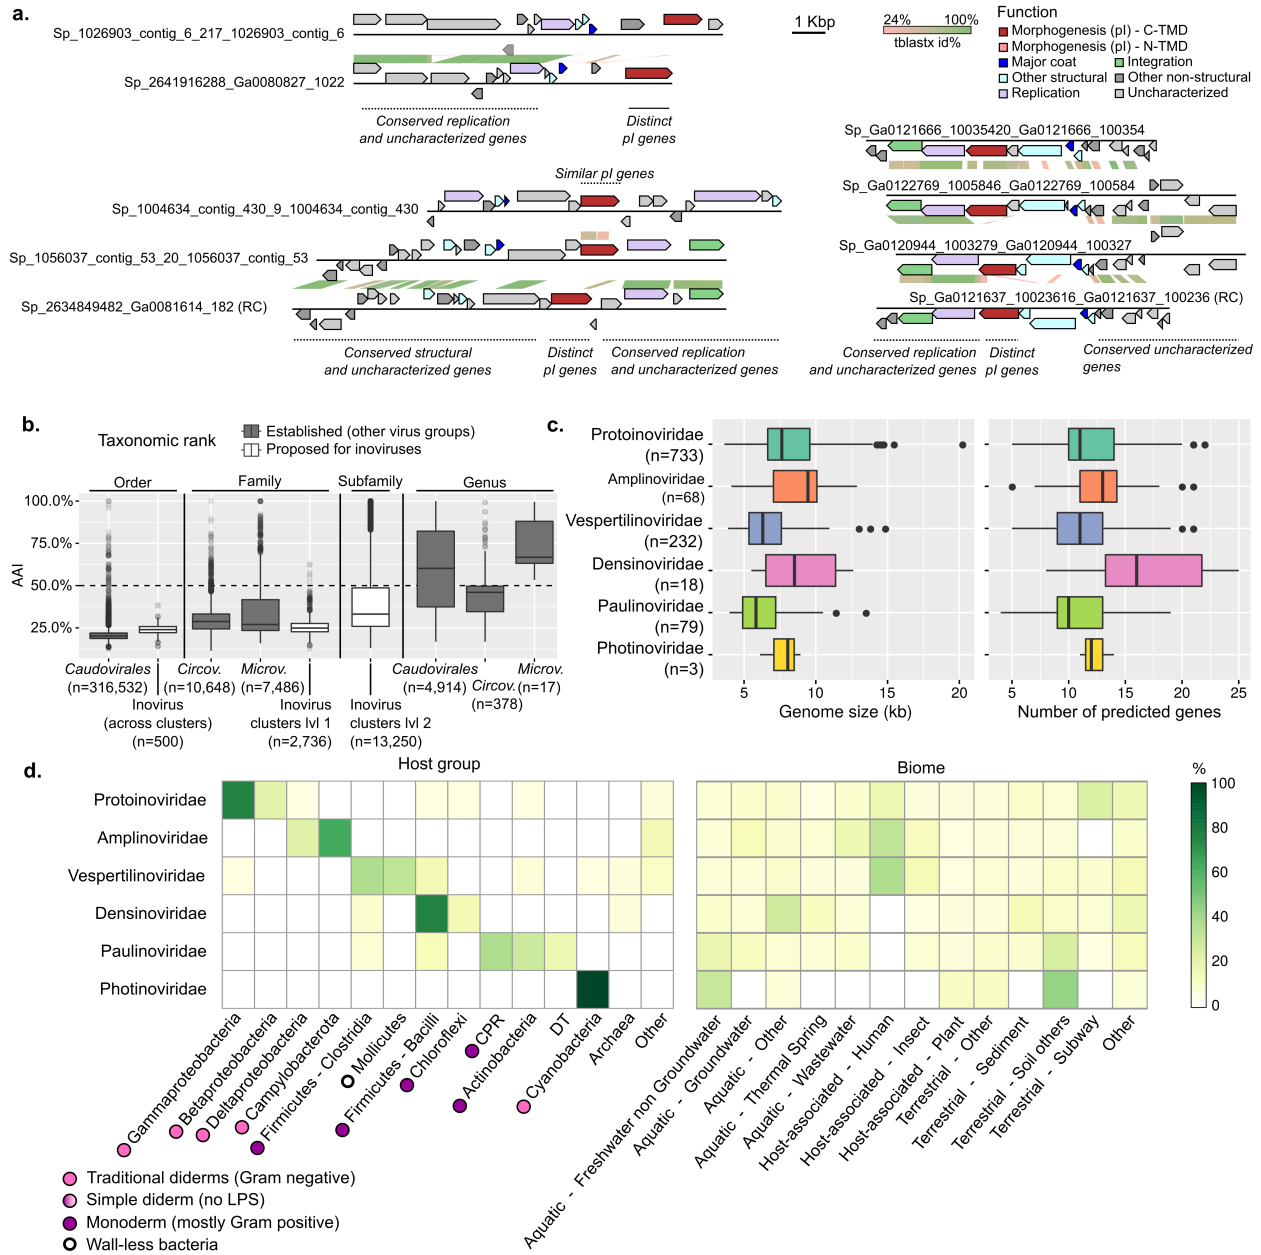 a.
Sp_1026903_contig_6_217_1026903_contig_6
Sp_2641916288_Ga0080827_1022
Conserved replication
and uncharacterized genes
Distinct
pI genes
1 Kbp
24%
100%
tblastx id%
Function
Morphogenesis (pI) - C-TMD
Morphogenesis (pI) - N-TMD
Major coat
Other structural
Replication
Integration
Other non-structural
Uncharacterized
Similar pI genes
Sp_1004634_contig_430_9_1004634_contig_430
Sp_1056037_contig_53_20_1056037_contig_53
Sp_2634849482_Ga0081614_182 (RC)
Conserved structural
and uncharacterized genes
Distinct
pI genes
Conserved replication
and uncharacterized genes
Sp_Ga0121666_10035420_Ga0121666_100354
Sp_Ga0122769_1005846_Ga0122769_100584
Sp_Ga0120944_1003279_Ga0120944_100327
Sp_Ga0121637_10023616_Ga0121637_100236 (RC)
Conserved replication
and uncharacterized genes
Distinct
pI genes
Conserved uncharacterized
genes
b.
Taxonomic rank
Established (other virus groups)
Proposed for inoviruses
Order
Family
Subfamily
Genus
AAI
100.0%
75.0%
50.0%
25.0%
Caudovirales
(n=316,532)
Inovirus
(across clusters)
(n=500)
Circov.
(n=10,648)
Microv.
(n=7,486)
Inovirus
clusters lvl 1
(n=2,736)
Inovirus
clusters lvl 2
(n=13,250)
Caudovirales
(n=4,914)
Circov.
(n=378)
Microv.
(n=17)
c.
Protoinoviridae
(n=733)
Amplinoviridae
(n=68)
Vespertilinoviridae
(n=232)
Densinoviridae
(n=18)
Paulinoviridae
(n=79)
Photinoviridae
(n=3)
5 10 15 20
Genome size (kb)
5 10 15 20 25
Number of predicted genes
d.
Host group
Biome
Protoinoviridae
Amplinoviridae
Vespertilinoviridae
Densinoviridae
Paulinoviridae
Photinoviridae
%
100
80
60
40
20
0
Gammaproteobacteria
Betaproteobacteria
Deltaproteobacteria
Campylobacterota
Firmicutes - Clostridia
Mollicutes
Firmicutes - Bacilli
Chloroflexi
CPR
Actinobacteria
DT
Cyanobacteria
Archaea
Other
Aquatic - Freshwater non Groundwater
Aquatic - Groundwater
Aquatic - Other
Aquatic - Thermal Spring
Aquatic - Wastewater
Host-associated - Human
Host-associated - Insect
Host-associated - Plant
Terrestrial - Other
Terrestrial - Sediment
Terrestrial - Soil others
Terrestrial - Subway
Other
Traditional diderms (Gram negative)
Simple diderm (no LPS)
Monoderm (mostly Gram positive)
Wall-less bacteria